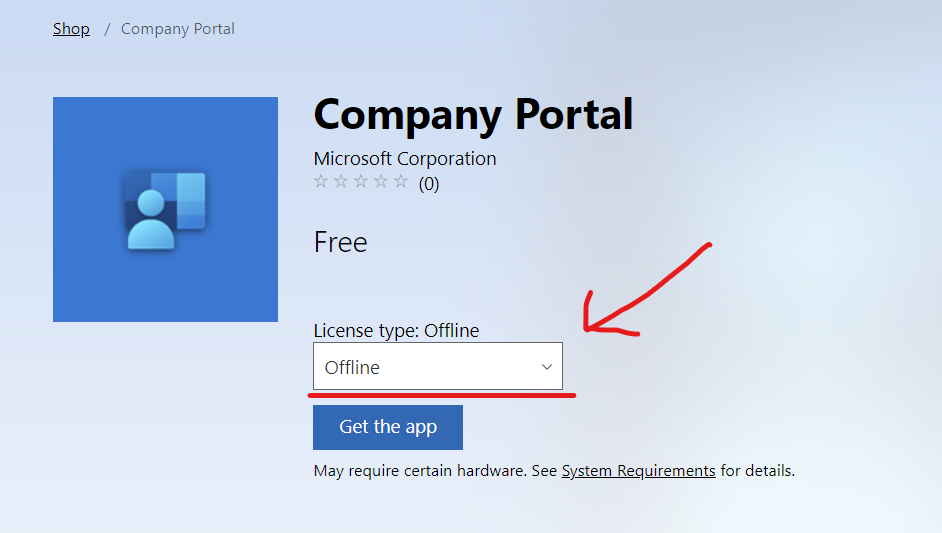 Shop / Company Portal
Company Portal
Microsoft Corporation
(0)
Free
License type: Offline
Offline
Get the app
May require certain hardware. See System Requirements for details.